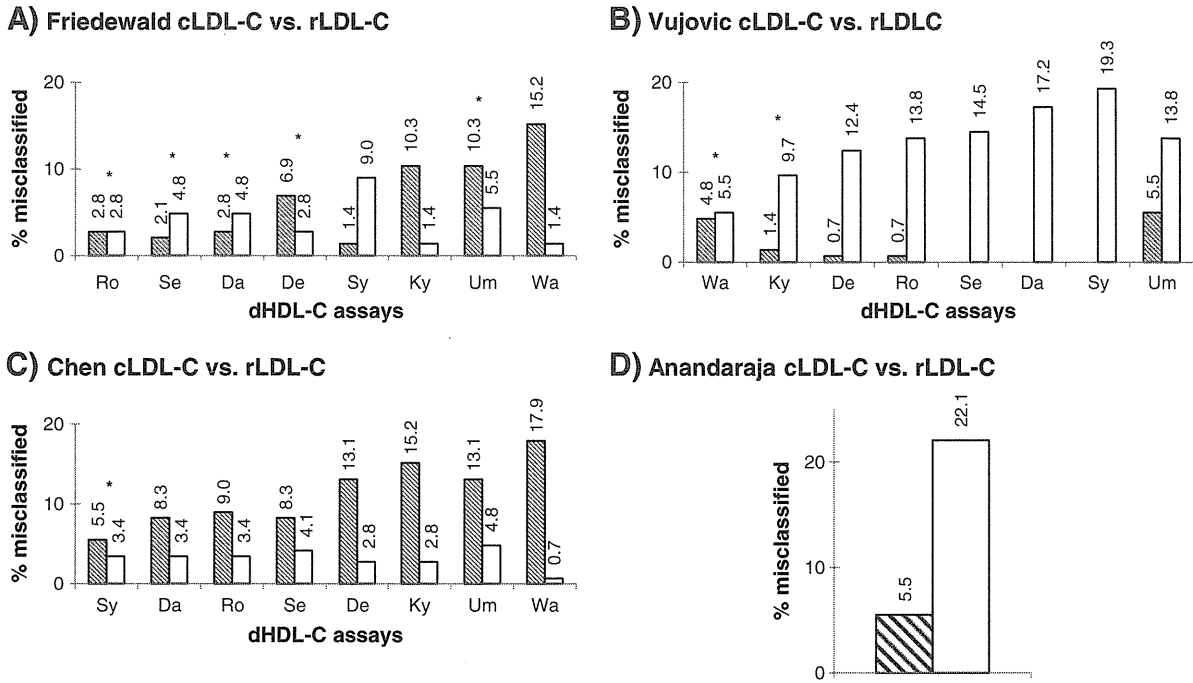 A) Friedewald cLDL-C vs. rLDL-C
% misclassified
20
10
0
2.8 2.8 * 2.1 4.8 * 2.8 4.8 * 6.9 2.8 * 1.4 9.0 10.3 1.4 10.3 5.5 * 15.2 1.4
Ro Se Da De Sy Ky Um Wa
dHDL-C assays
B) Vujovic cLDL-C vs. rLDLC
% misclassified
20
10
0
4.8 5.5 * 1.4 9.7 * 0.7 12.4 0.7 13.8 14.5 17.2 19.3 5.5 13.8
Wa Ky De Ro Se Da Sy Um
dHDL-C assays
C) Chen cLDL-C vs. rLDL-C
% misclassified
20
10
0
5.5 3.4 * 8.3 3.4 9.0 3.4 8.3 4.1 13.1 2.8 15.2 2.8 13.1 4.8 17.9 0.7
Sy Da Ro Se De Ky Um Wa
dHDL-C assays
D) Anandaraja cLDL-C vs. rLDL-C
% misclassified
20
10
0
5.5 22.1